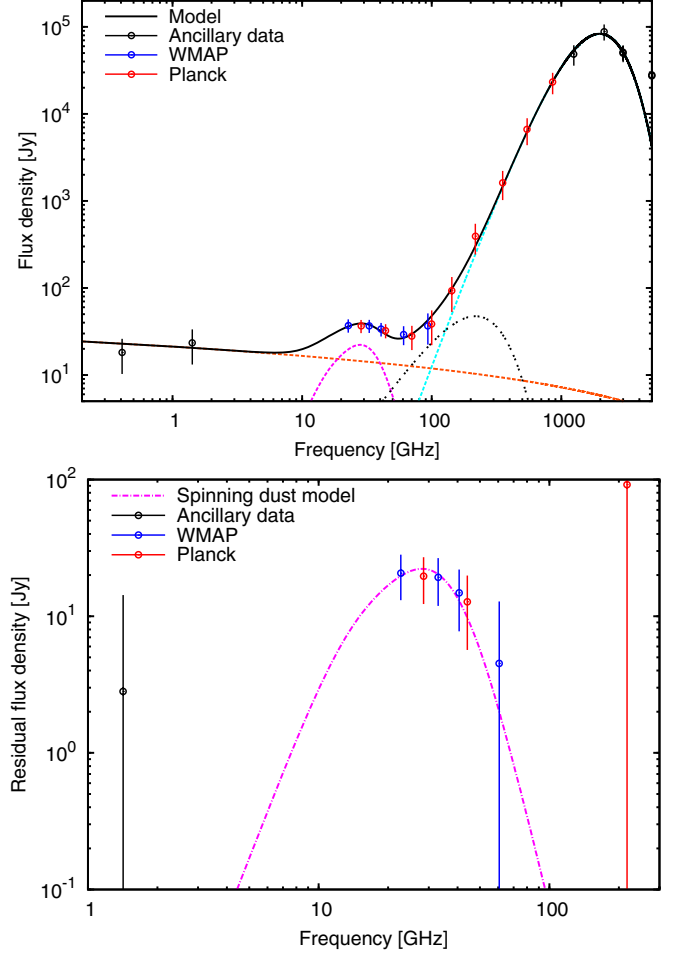 Model
Ancillary data
WMAP
Planck
10^5
10^4
10^3
10^2
10^1
Flux density [Jy]
1 10 100 1000
Frequency [GHz]
Spinning dust model
Ancillary data
WMAP
Planck
10^2
10^1
10^0
10^-1
Residual flux density [Jy]
1 10 100
Frequency [GHz]